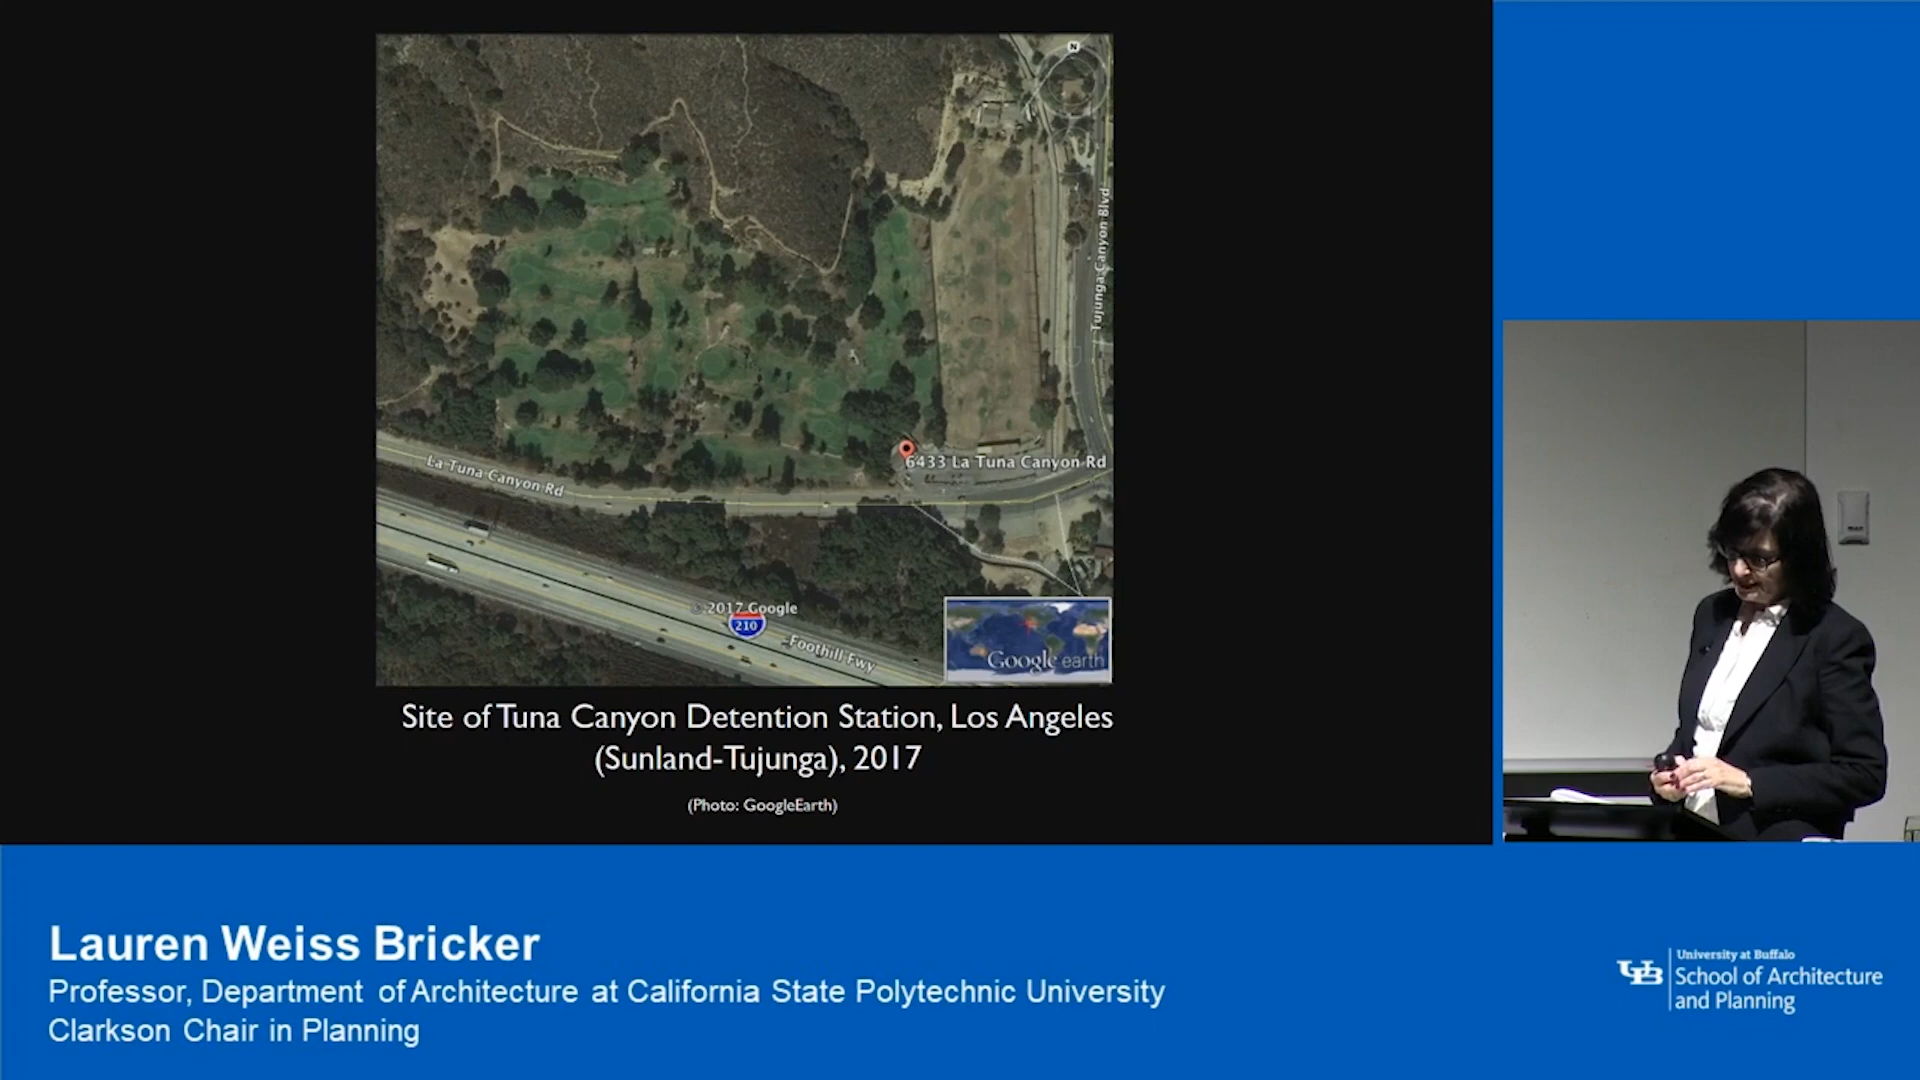 N
Tujunga Canyon Blvd
6433 La Tuna Canyon Rd
La Tuna Canyon Rd
© 2017 Google
210
Foothill Fwy
Google earth
Site of Tuna Canyon Detention Station, Los Angeles
(Sunland-Tujunga), 2017
(Photo: GoogleEarth)
Lauren Weiss Bricker
Professor, Department of Architecture at California State Polytechnic University
Clarkson Chair in Planning
UB
University at Buffalo
School of Architecture
and Planning